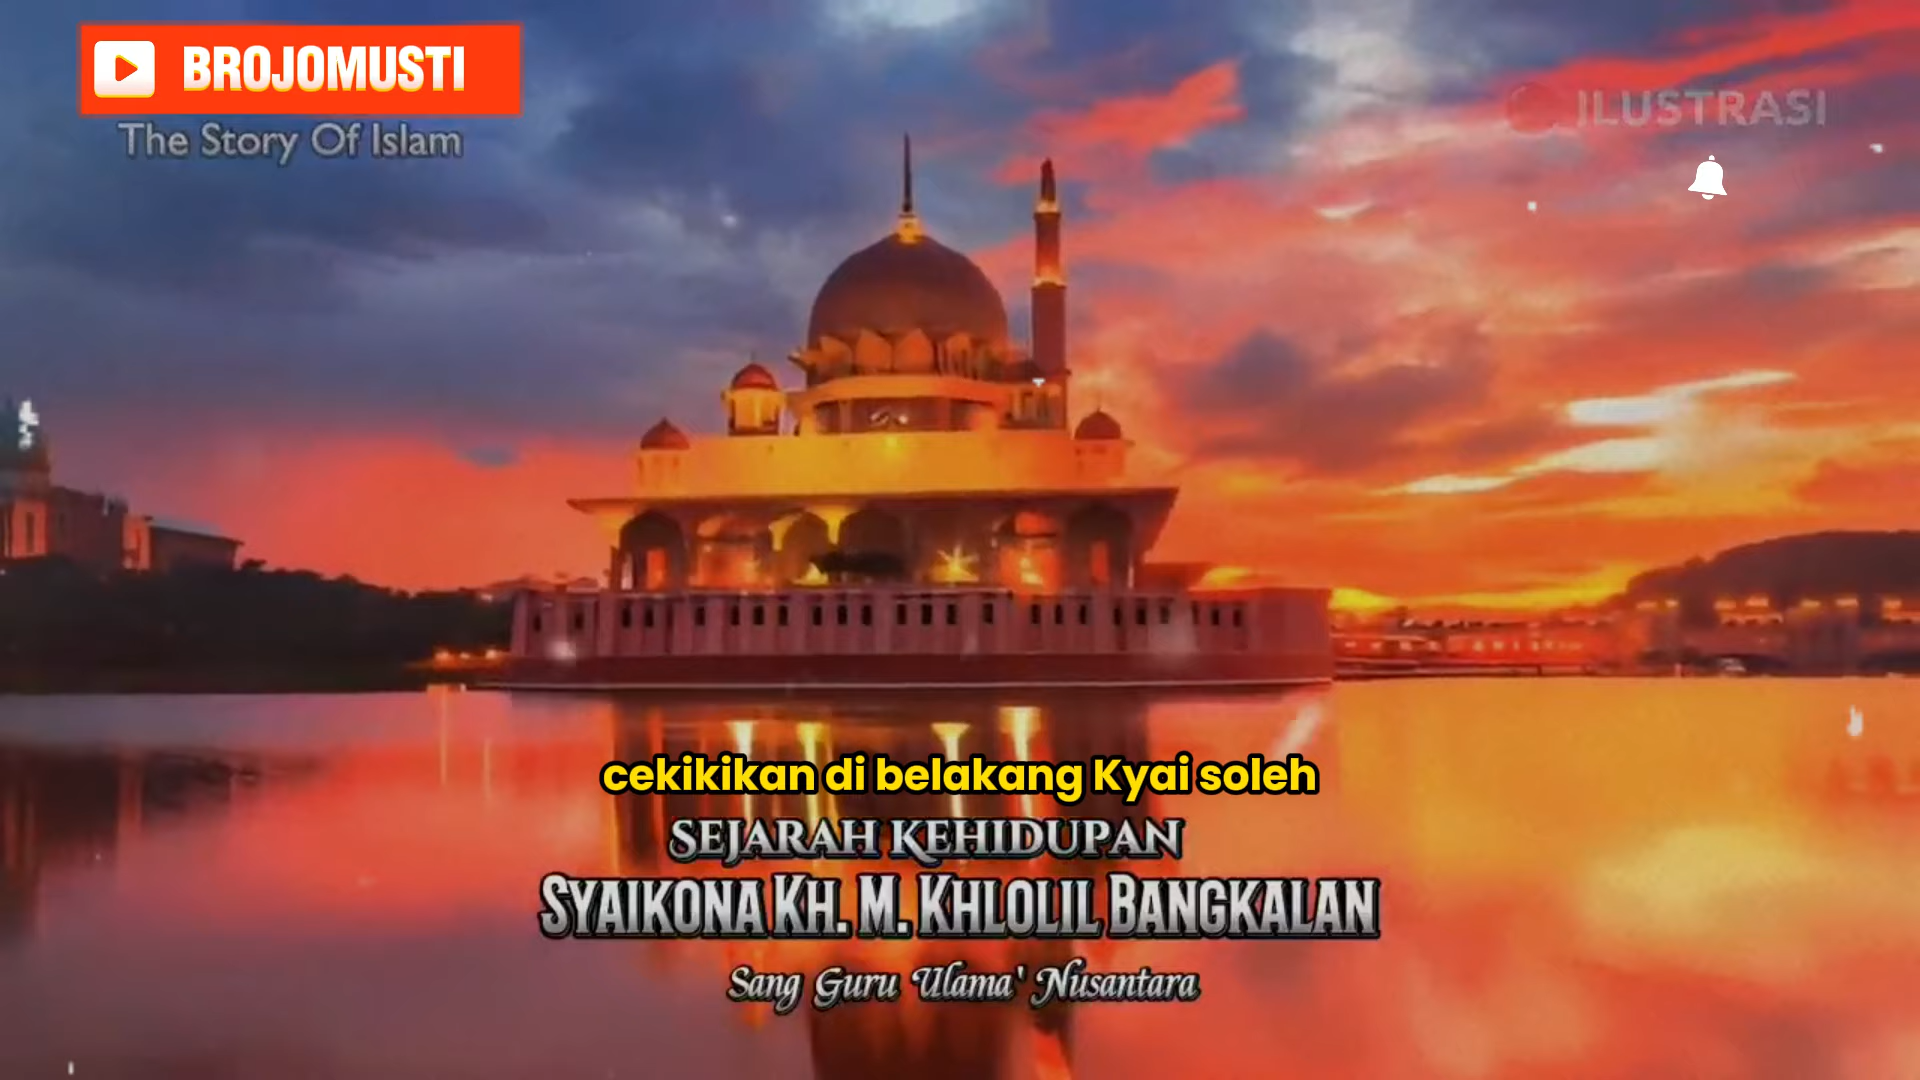 BROJOMUSTI
The Story Of Islam
ILUSTRASI
cekikikan di belakang Kyai soleh
SEJARAH KEHIDUPAN
SYAIKONA KH. M. KHLOLIL BANGKALAN
Sang Guru Ulama' Nusantara